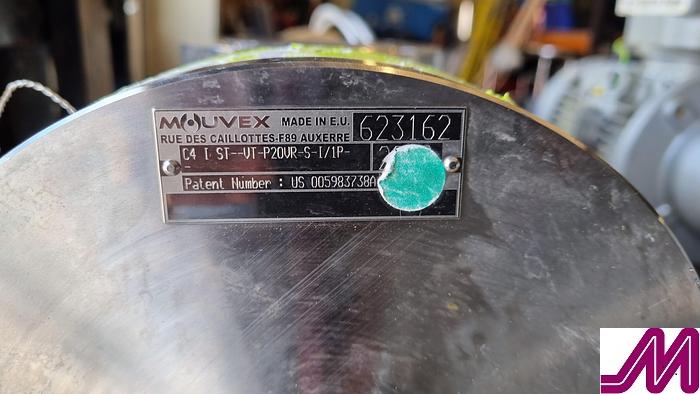 MOUVEX MADE IN E.U. 623162
RUE DES CAILLOTTES-F89 AUXERRE
C4 I ST--VT-P20VR-S-I/1P-
-
Patent Number : US 005983738A
M